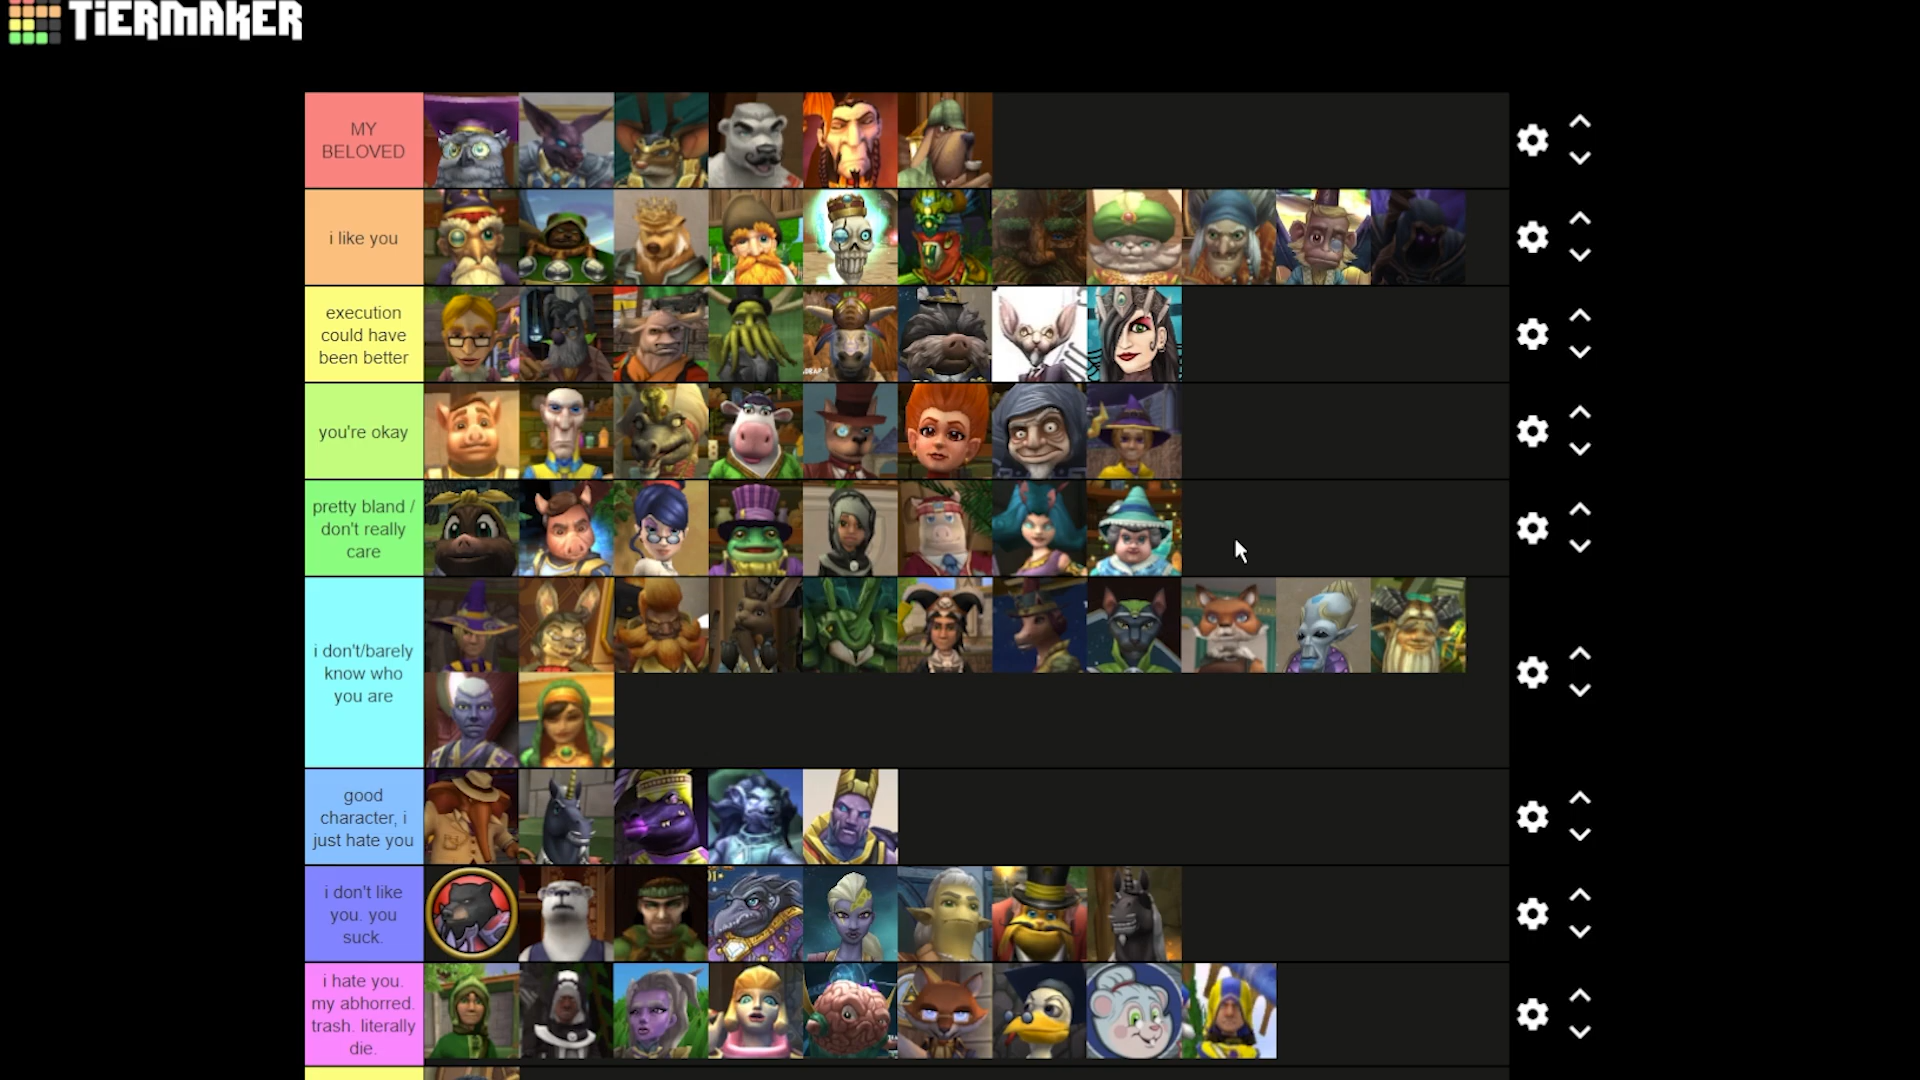 TiERMAKER
MY
BELOVED
i like you
execution
could have
been better
you're okay
pretty bland /
don't really
care
i don't/barely
know who
you are
good
character, i
just hate you
i don't like
you. you
suck.
i hate you.
my abhorred.
trash. literally
die.